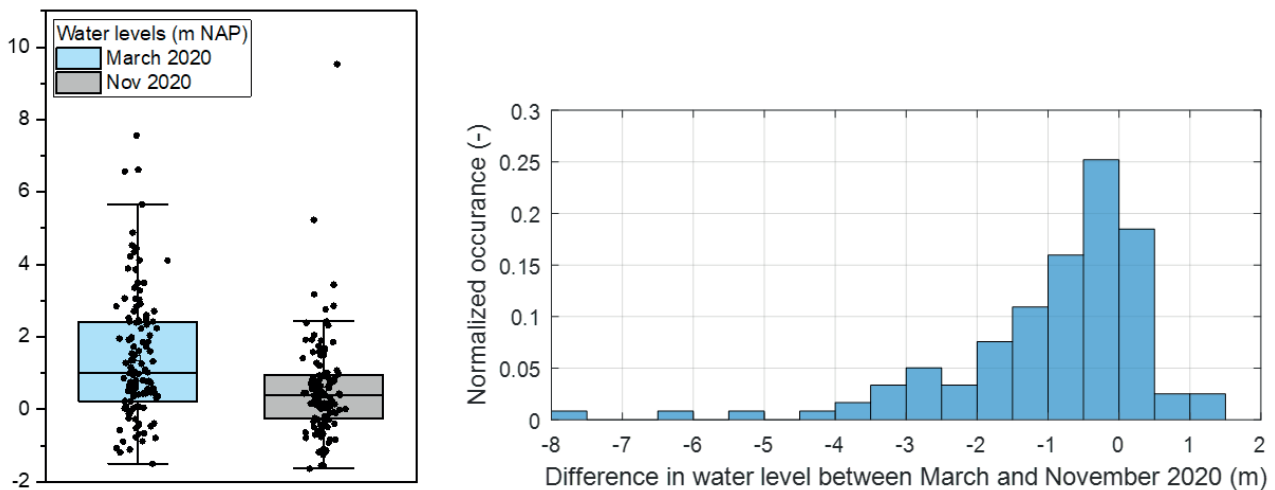 Water levels (m NAP)
March 2020
Nov 2020
10
8
6
4
2
0
-2
Normalized occurance (-)
0.3
0.25
0.2
0.15
0.1
0.05
0
-8 -7 -6 -5 -4 -3 -2 -1 0 1 2
Difference in water level between March and November 2020 (m)